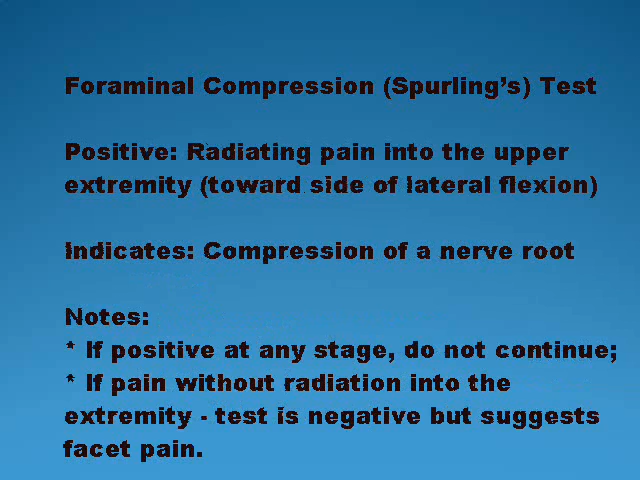 Foraminal Compression (Spurling's) Test
Positive: Radiating pain into the upper
extremity (toward side of lateral flexion)
Indicates: Compression of a nerve root
Notes:
* If positive at any stage, do not continue;
* If pain without radiation into the
extremity - test is negative but suggests
facet pain.